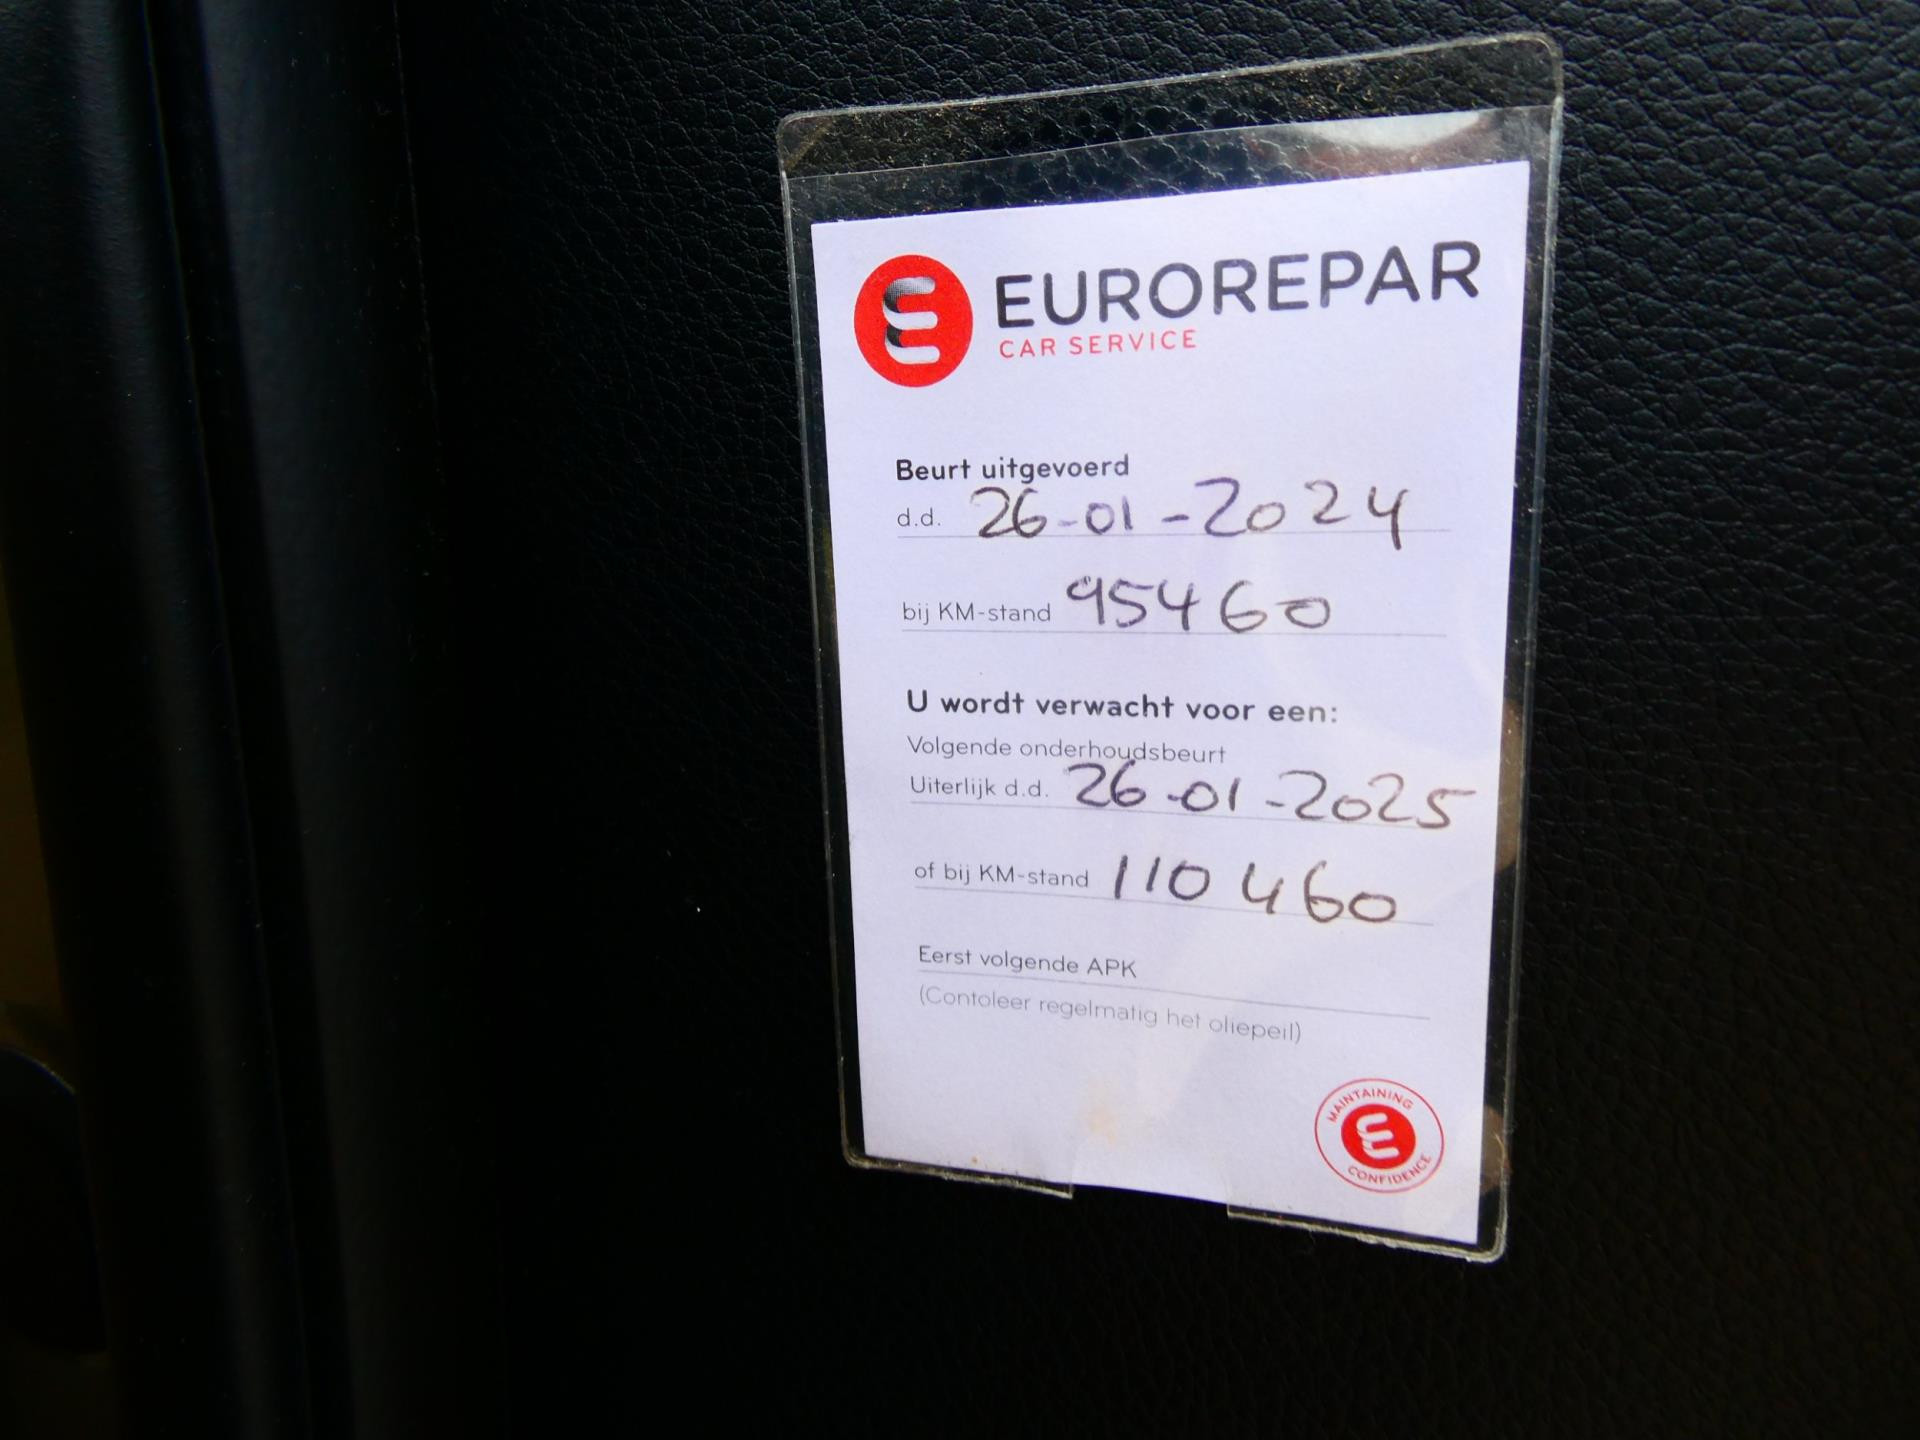 EUROREPAR
CAR SERVICE
Beurt uitgevoerd
d.d. 26-01-2024
bij KM-stand 95460
U wordt verwacht voor een:
Volgende onderhoudsbeurt
Uiterlijk d.d. 26-01-2025
of bij KM-stand 110460
Eerst volgende APK
(Contoleer regelmatig het oliepeil)
MAINTAINING
CONFIDENCE